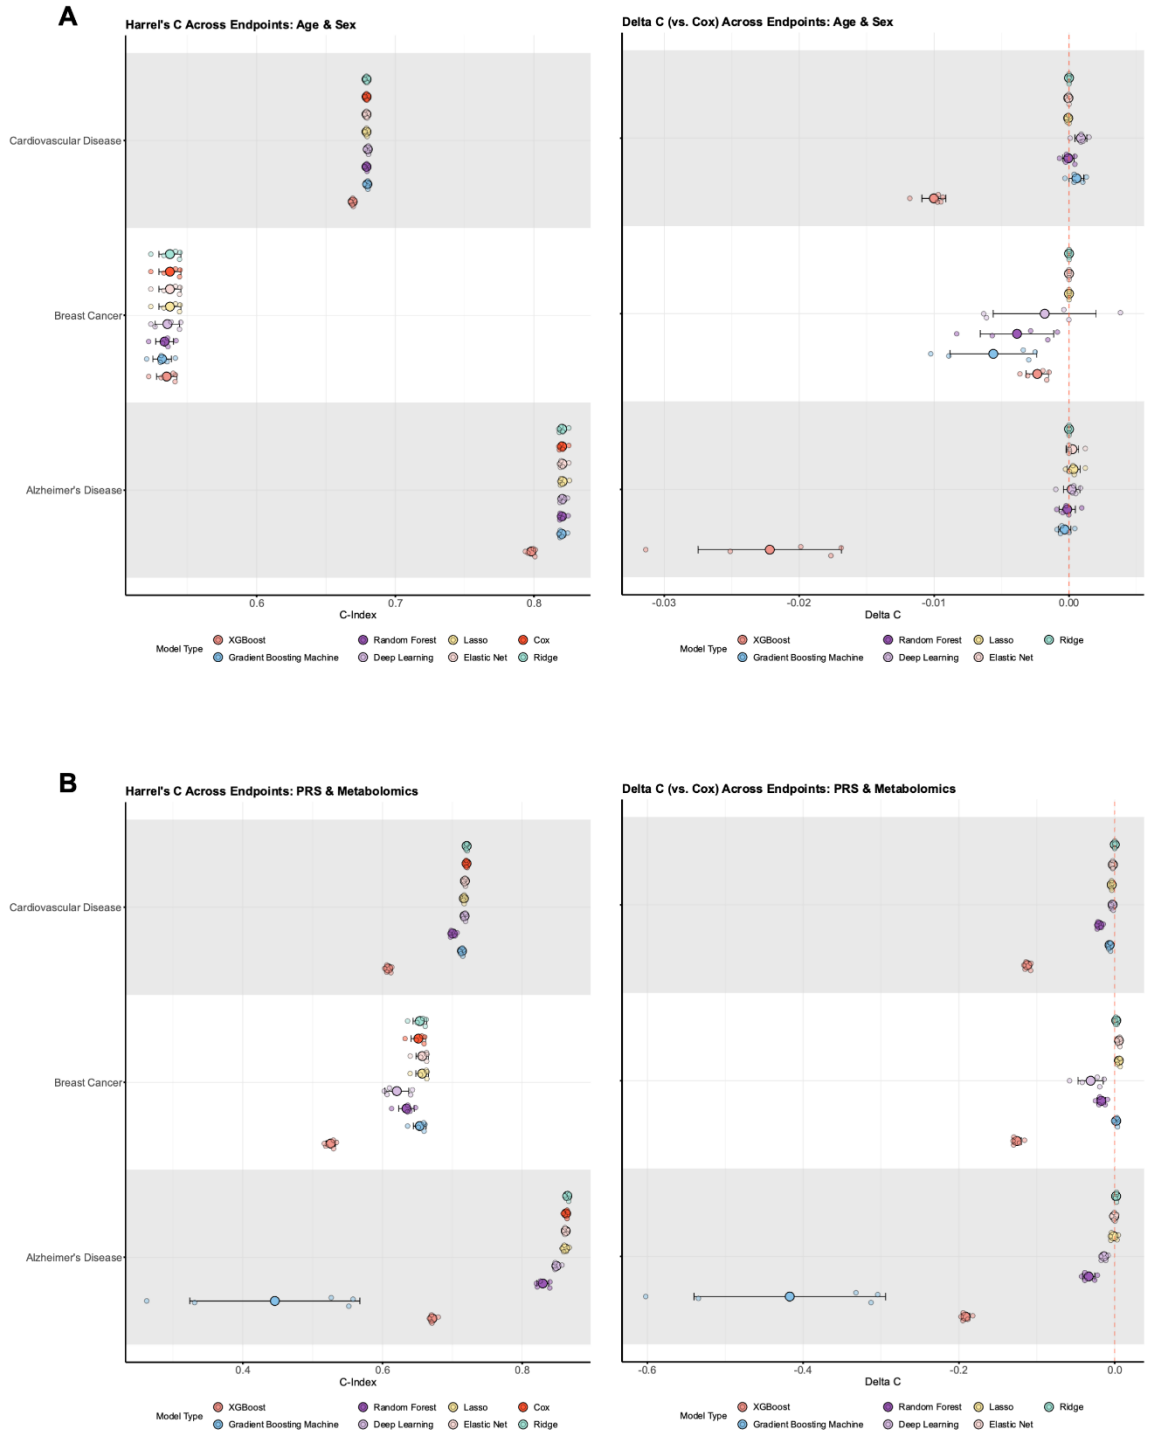 A
Harrel's C Across Endpoints: Age & Sex
Cardiovascular Disease
Breast Cancer
Alzheimer's Disease
0.6 0.7 0.8
C-Index
Model Type
XGBoost Random Forest Lasso Cox
Gradient Boosting Machine Deep Learning Elastic Net Ridge
Delta C (vs. Cox) Across Endpoints: Age & Sex
-0.03 -0.02 -0.01 0.00
Delta C
Model Type
XGBoost Random Forest Lasso Ridge
Gradient Boosting Machine Deep Learning Elastic Net
B
Harrel's C Across Endpoints: PRS & Metabolomics
Cardiovascular Disease
Breast Cancer
Alzheimer's Disease
0.4 0.6 0.8
C-Index
Model Type
XGBoost Random Forest Lasso Cox
Gradient Boosting Machine Deep Learning Elastic Net Ridge
Delta C (vs. Cox) Across Endpoints: PRS & Metabolomics
-0.6 -0.4 -0.2 0.0
Delta C
Model Type
XGBoost Random Forest Lasso Ridge
Gradient Boosting Machine Deep Learning Elastic Net